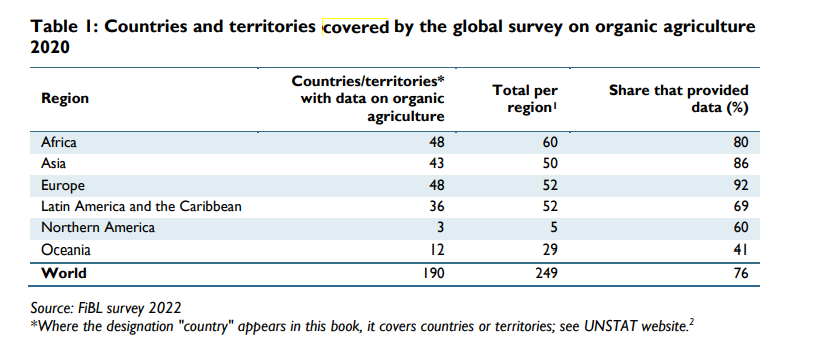 Table 1: Countries and territories covered by the global survey on organic agriculture
2020
Region
Countries/territories*
with data on organic
agriculture
Total per
region¹
Share that provided
data (%)
Africa 48 60 80
Asia 43 50 86
Europe 48 52 92
Latin America and the Caribbean 36 52 69
Northern America 3 5 60
Oceania 12 29 41
World 190 249 76
Source: FiBL survey 2022
*Where the designation "country" appears in this book, it covers countries or territories; see UNSTAT website.²